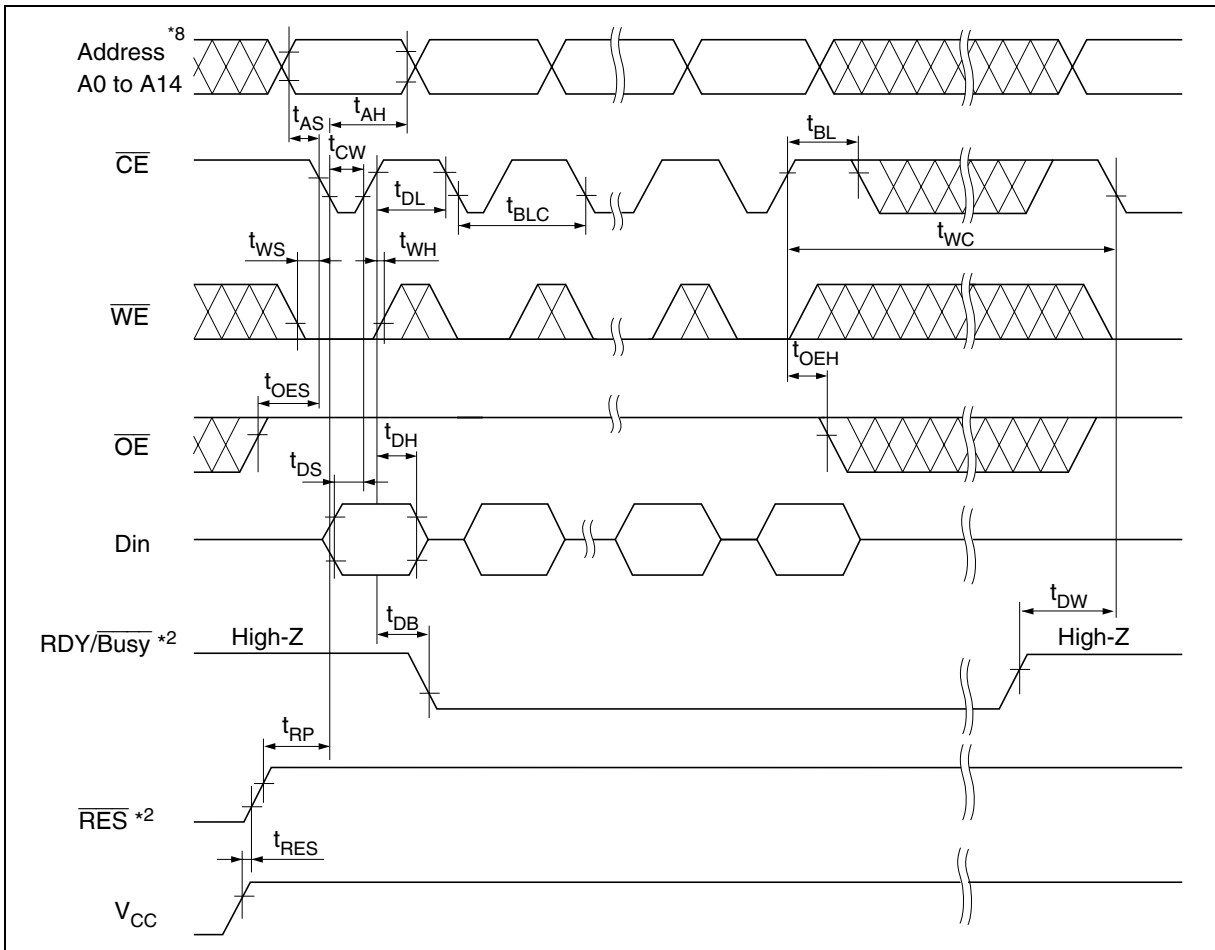 Address *8
A0 to A14
tAS
tAH
tCW
tBL
CE
tDL
tBLC
tWC
tWS
tWH
WE
tOEH
tOES
OE
tDH
tDS
Din
tDB
tDW
RDY/Busy *2
High-Z
High-Z
tRP
RES *2
tRES
VCC